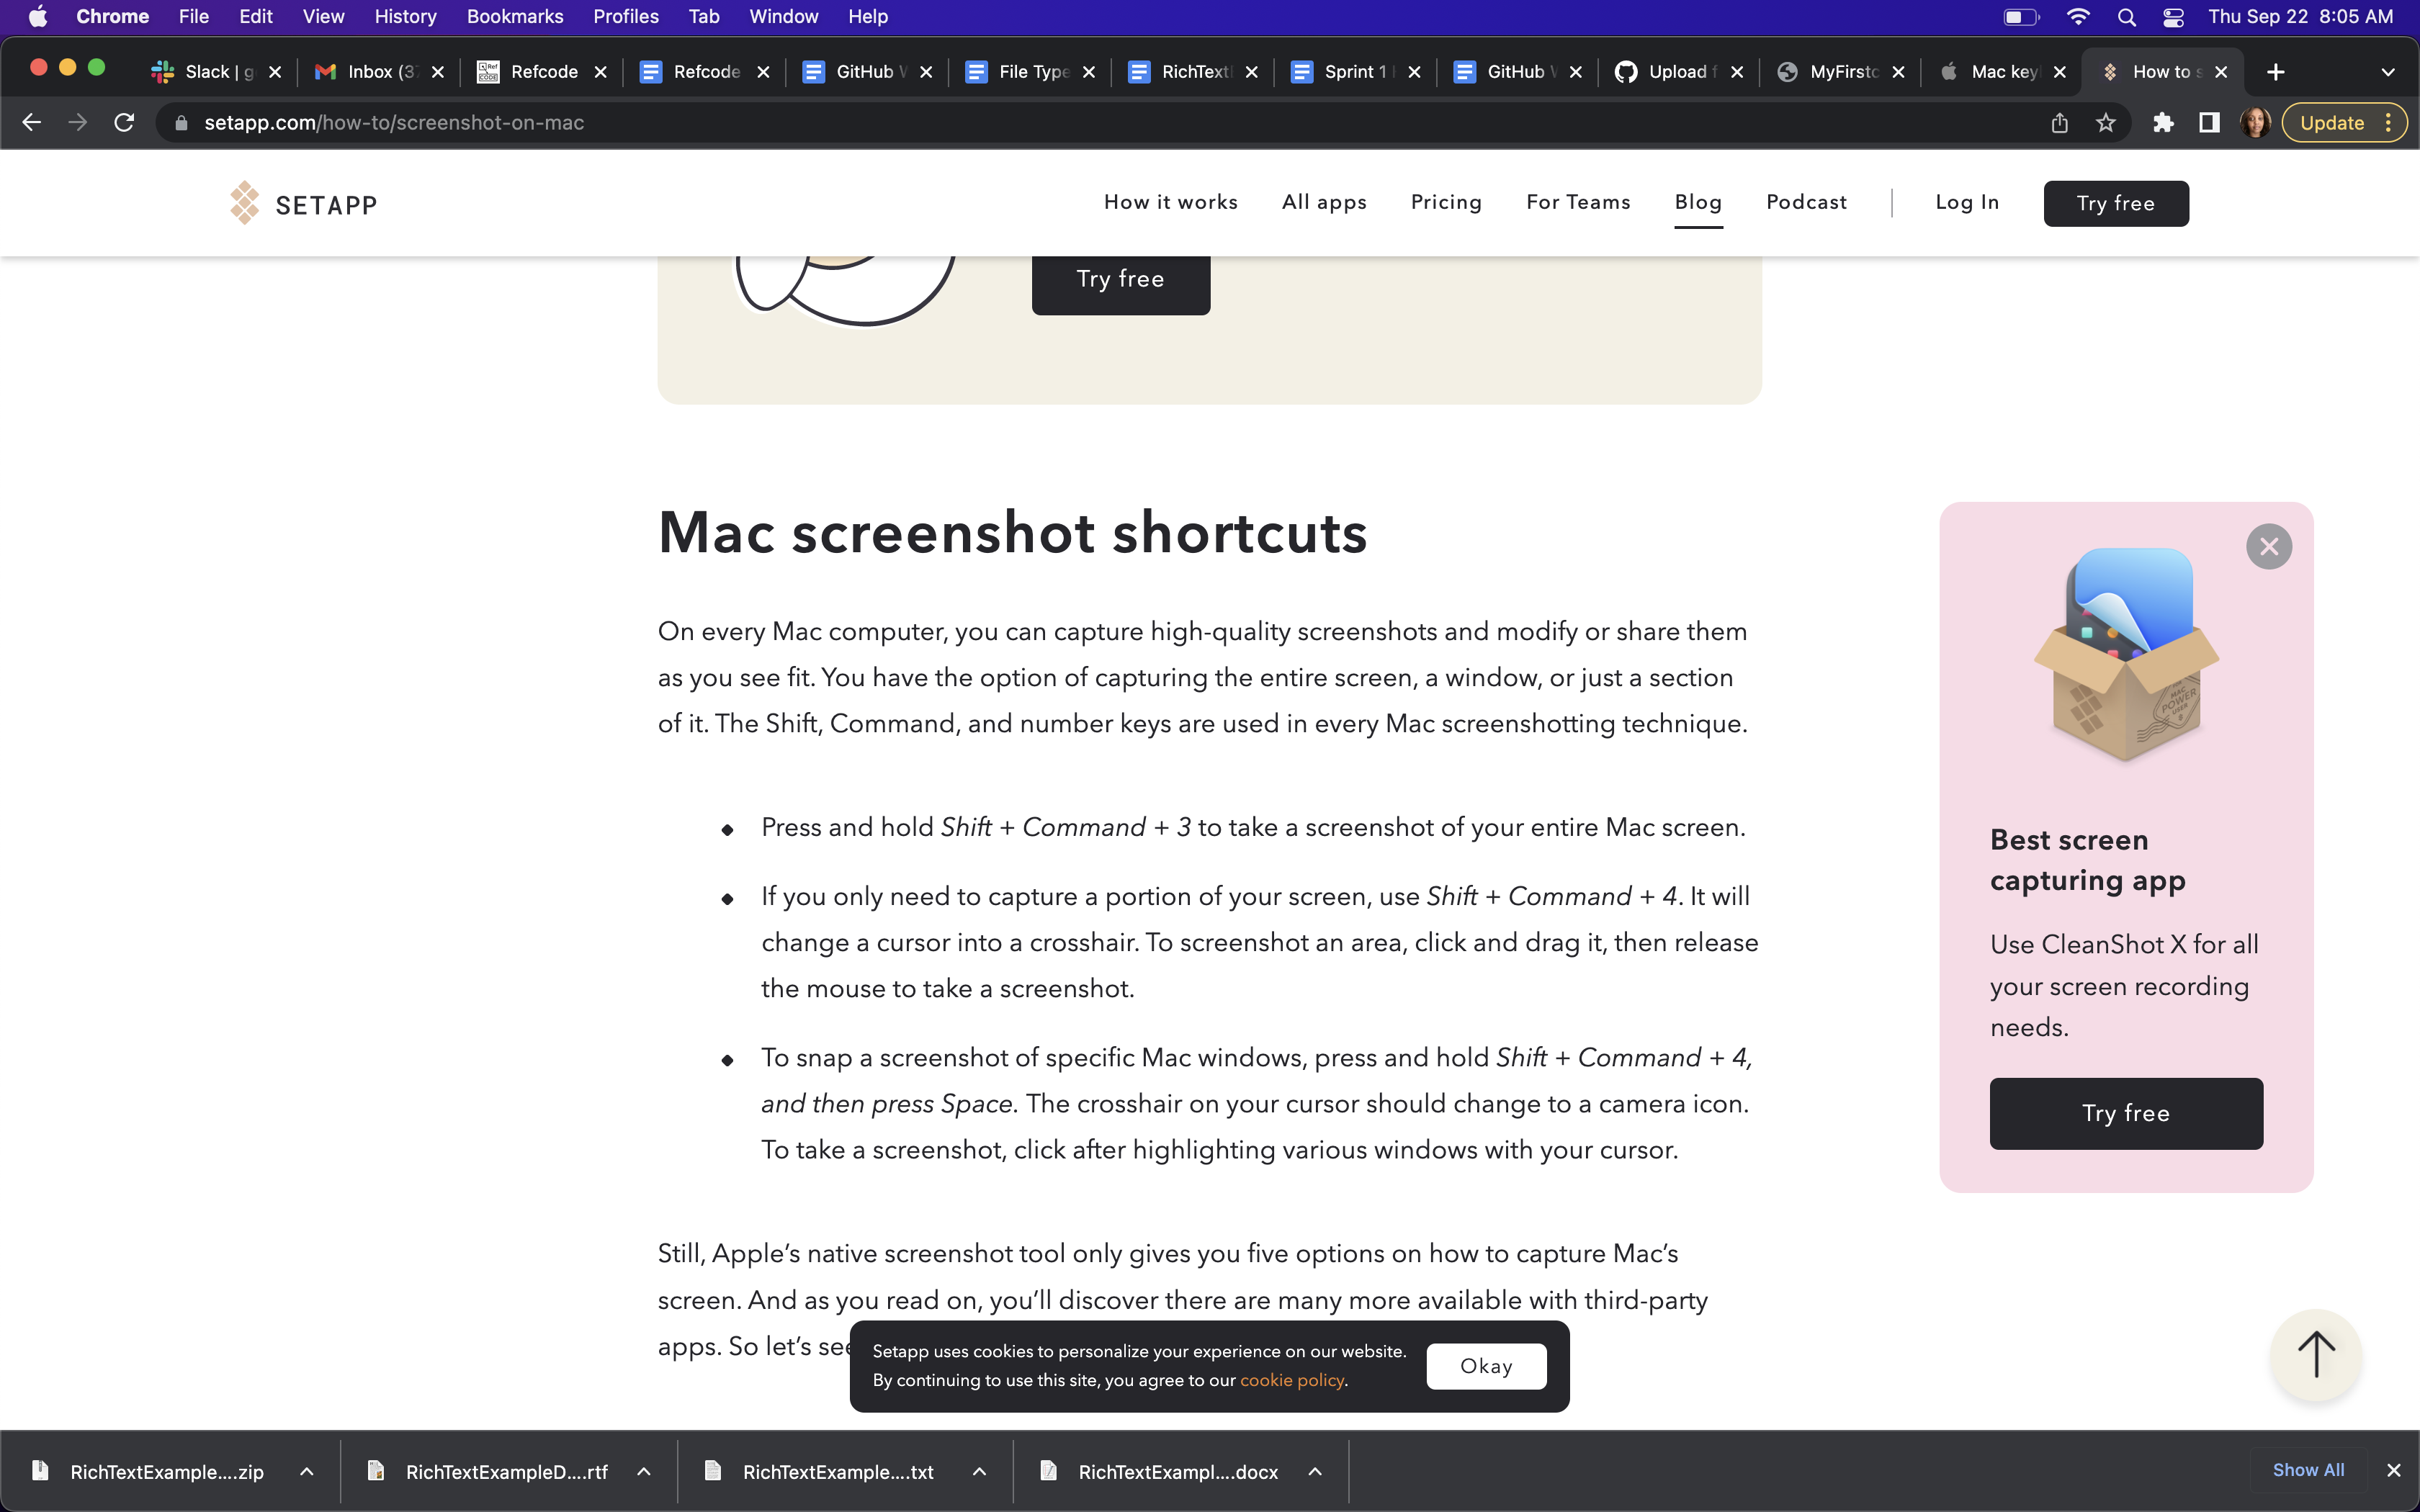 Chrome File Edit View History Bookmarks Profiles Tab Window Help Thu Sep 22 8:05 AM
Slack | g Inbox (3 Refcode Refcode GitHub File Type RichText Sprint 1 GitHub Upload f MyFirstc Mac key How to s
setapp.com/how-to/screenshot-on-mac Update
SETAPP How it works All apps Pricing For Teams Blog Podcast Log In Try free
Try free
Mac screenshot shortcuts
On every Mac computer, you can capture high-quality screenshots and modify or share them
as you see fit. You have the option of capturing the entire screen, a window, or just a section
of it. The Shift, Command, and number keys are used in every Mac screenshotting technique.
Press and hold Shift + Command + 3 to take a screenshot of your entire Mac screen.
If you only need to capture a portion of your screen, use Shift + Command + 4. It will
change a cursor into a crosshair. To screenshot an area, click and drag it, then release
the mouse to take a screenshot.
To snap a screenshot of specific Mac windows, press and hold Shift + Command + 4,
and then press Space. The crosshair on your cursor should change to a camera icon.
To take a screenshot, click after highlighting various windows with your cursor.
Still, Apple’s native screenshot tool only gives you five options on how to capture Mac’s
screen. And as you read on, you’ll discover there are many more available with third-party
apps. So let’s see
MAC
POWER
USER
Best screen
capturing app
Use CleanShot X for all
your screen recording
needs.
Try free
Setapp uses cookies to personalize your experience on our website.
By continuing to use this site, you agree to our cookie policy.
Okay
RichTextExample....zip RichTextExampleD....rtf RichTextExample....txt RichTextExampl....docx Show All